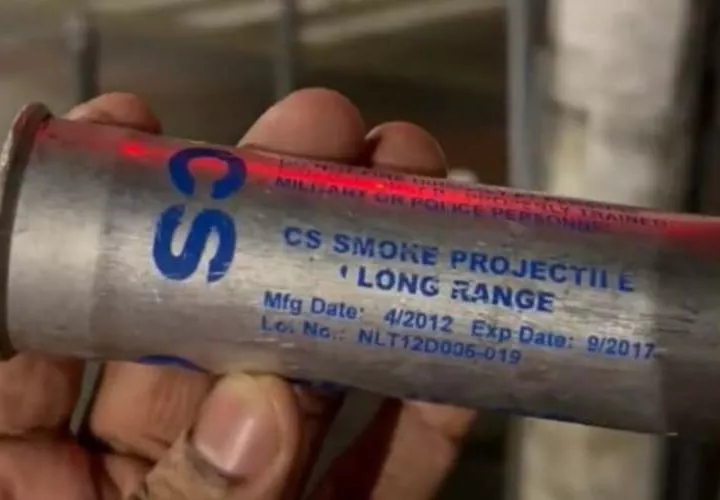 CS
MILITARY OR POLICE PERSONNEL
CS SMOKE PROJECTILE
LONG RANGE
Mfg Date: 4/2012 Exp Date: 9/2017
Lot No.: NLT12D006-019